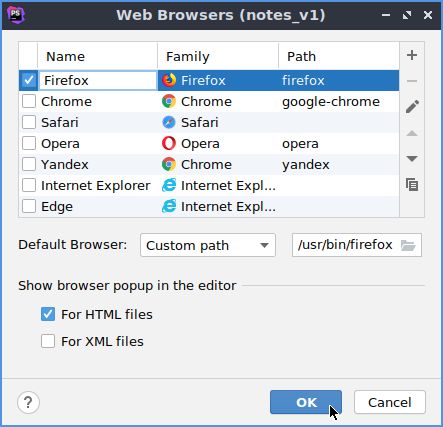 PS Web Browsers (notes_v1)
Name Family Path
Firefox Firefox firefox
Chrome Chrome google-chrome
Safari Safari
Opera Opera opera
Yandex Chrome yandex
Internet Explorer Internet Expl...
Edge Internet Expl...
Default Browser: Custom path /usr/bin/firefox
Show browser popup in the editor
For HTML files
For XML files
? OK Cancel